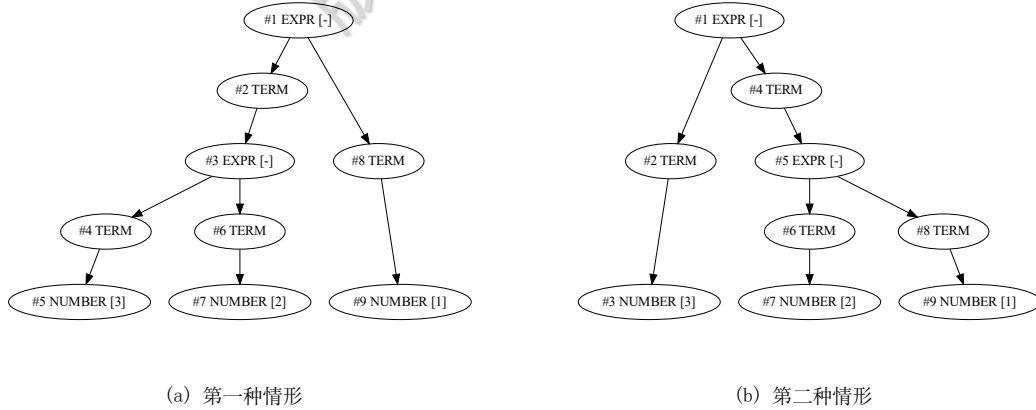 #1 EXPR [-]
#2 TERM
#3 EXPR [-]
#8 TERM
#4 TERM
#6 TERM
#5 NUMBER [3]
#7 NUMBER [2]
#9 NUMBER [1]
(a) 第一种情形
#1 EXPR [-]
#4 TERM
#2 TERM
#5 EXPR [-]
#6 TERM
#8 TERM
#3 NUMBER [3]
#7 NUMBER [2]
#9 NUMBER [1]
(b) 第二种情形